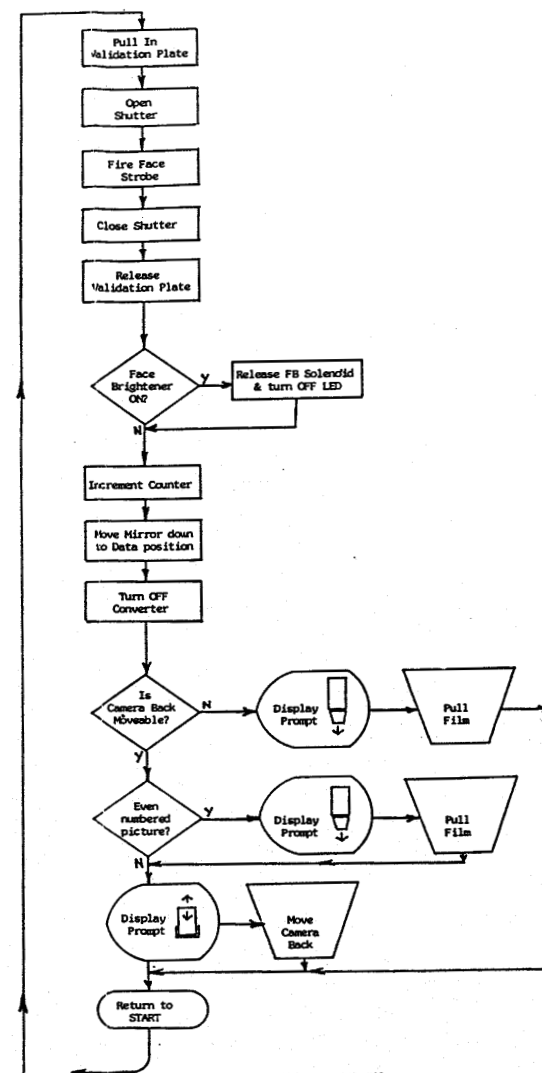 Pull In
Validation Plate
Open
Shutter
Fire Face
Strobe
Close Shutter
Release
Validation Plate
Face
Brightener
ON?
Y
Release FB Solenoid
& turn OFF LED
N
Increment Counter
Move Mirror down
to Data position
Turn OFF
Converter
Is
Camera Back
Moveable?
N
Display
Prompt
Pull
Film
Y
Even
numbered
picture?
Y
Display
Prompt
Pull
Film
N
Display
Prompt
Move
Camera
Back
Return to
START